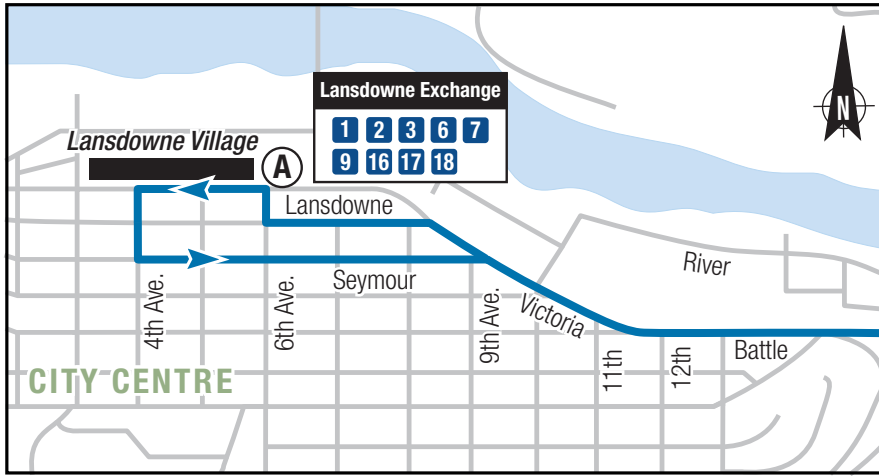 Lansdowne Exchange
1 2 3 6 7
9 16 17 18
N
Lansdowne Village
A
Lansdowne
River
Seymour
4th Ave.
6th Ave.
9th Ave.
Victoria
11th
12th
Battle
CITY CENTRE